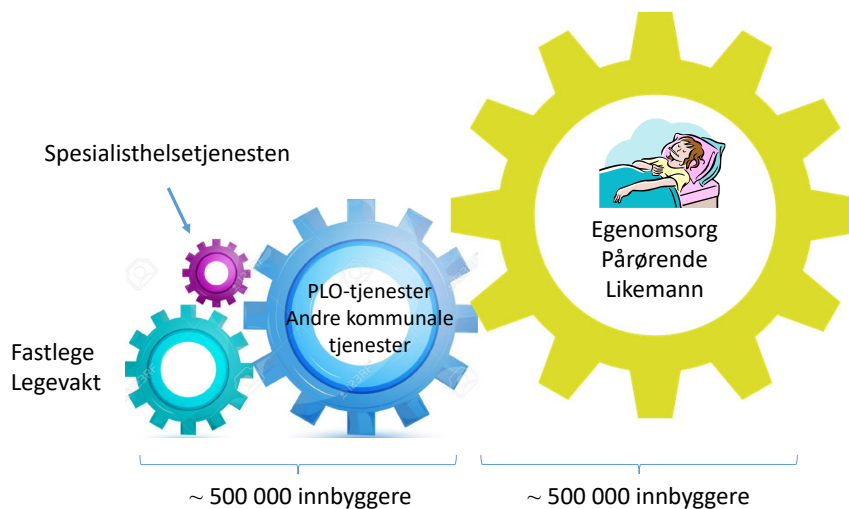 Spesialisthelsetjenesten
Fastlege
Legevakt
PLO-tjenester
Andre kommunale
tjenester
Egenomsorg
Pårørende
Likemann
~ 500 000 innbyggere
~ 500 000 innbyggere